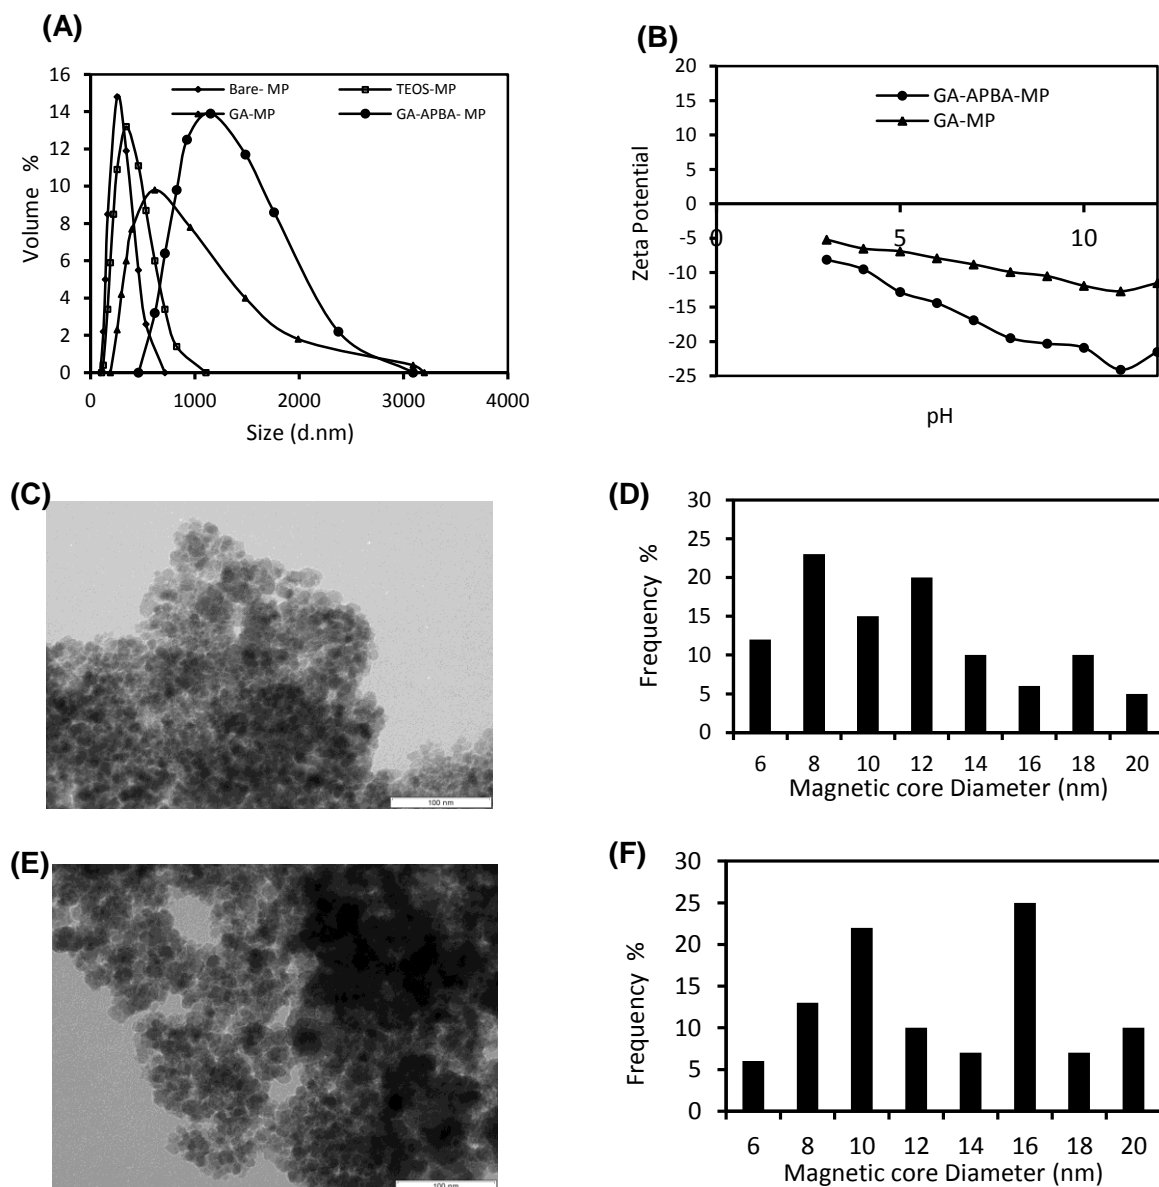 (A)
16
14
12
10
8
6
4
2
0
Volume %
Bare- MP
TEOS-MP
GA-MP
GA-APBA- MP
0 1000 2000 3000 4000
Size (d.nm)
(B)
20
15
10
5
0
-5
-10
-15
-20
-25
Zeta Potential
GA-APBA-MP
GA-MP
0 5 10
pH
(C)
100 nm
(D)
30
25
20
15
10
5
0
Frequency %
6 8 10 12 14 16 18 20
Magnetic core Diameter (nm)
(E)
100 nm
(F)
30
25
20
15
10
5
0
Frequency %
6 8 10 12 14 16 18 20
Magnetic core Diameter (nm)